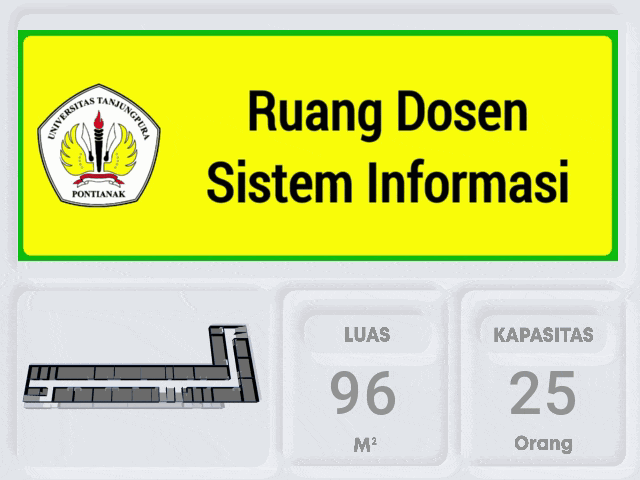 UNIVERSITAS TANJUNGPURA
PONTIANAK
Ruang Dosen
Sistem Informasi
LUAS
96
M²
KAPASITAS
25
Orang